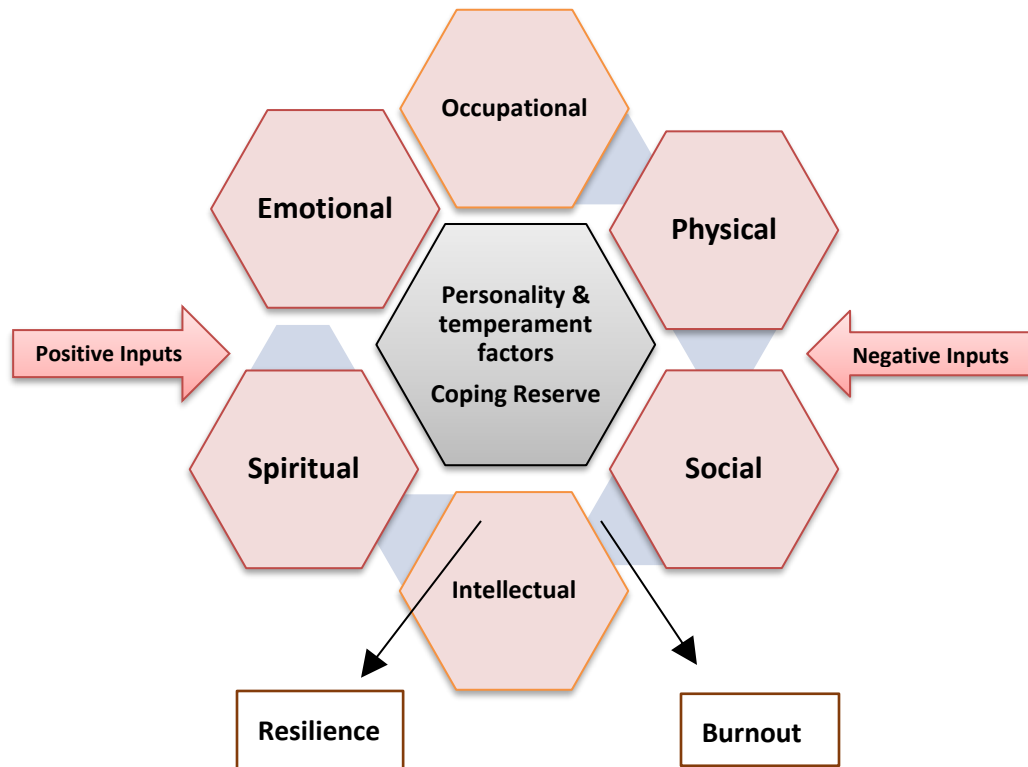 Occupational
Emotional
Physical
Personality &
temperament
factors
Coping Reserve
Positive Inputs
Negative Inputs
Spiritual
Social
Intellectual
Resilience
Burnout